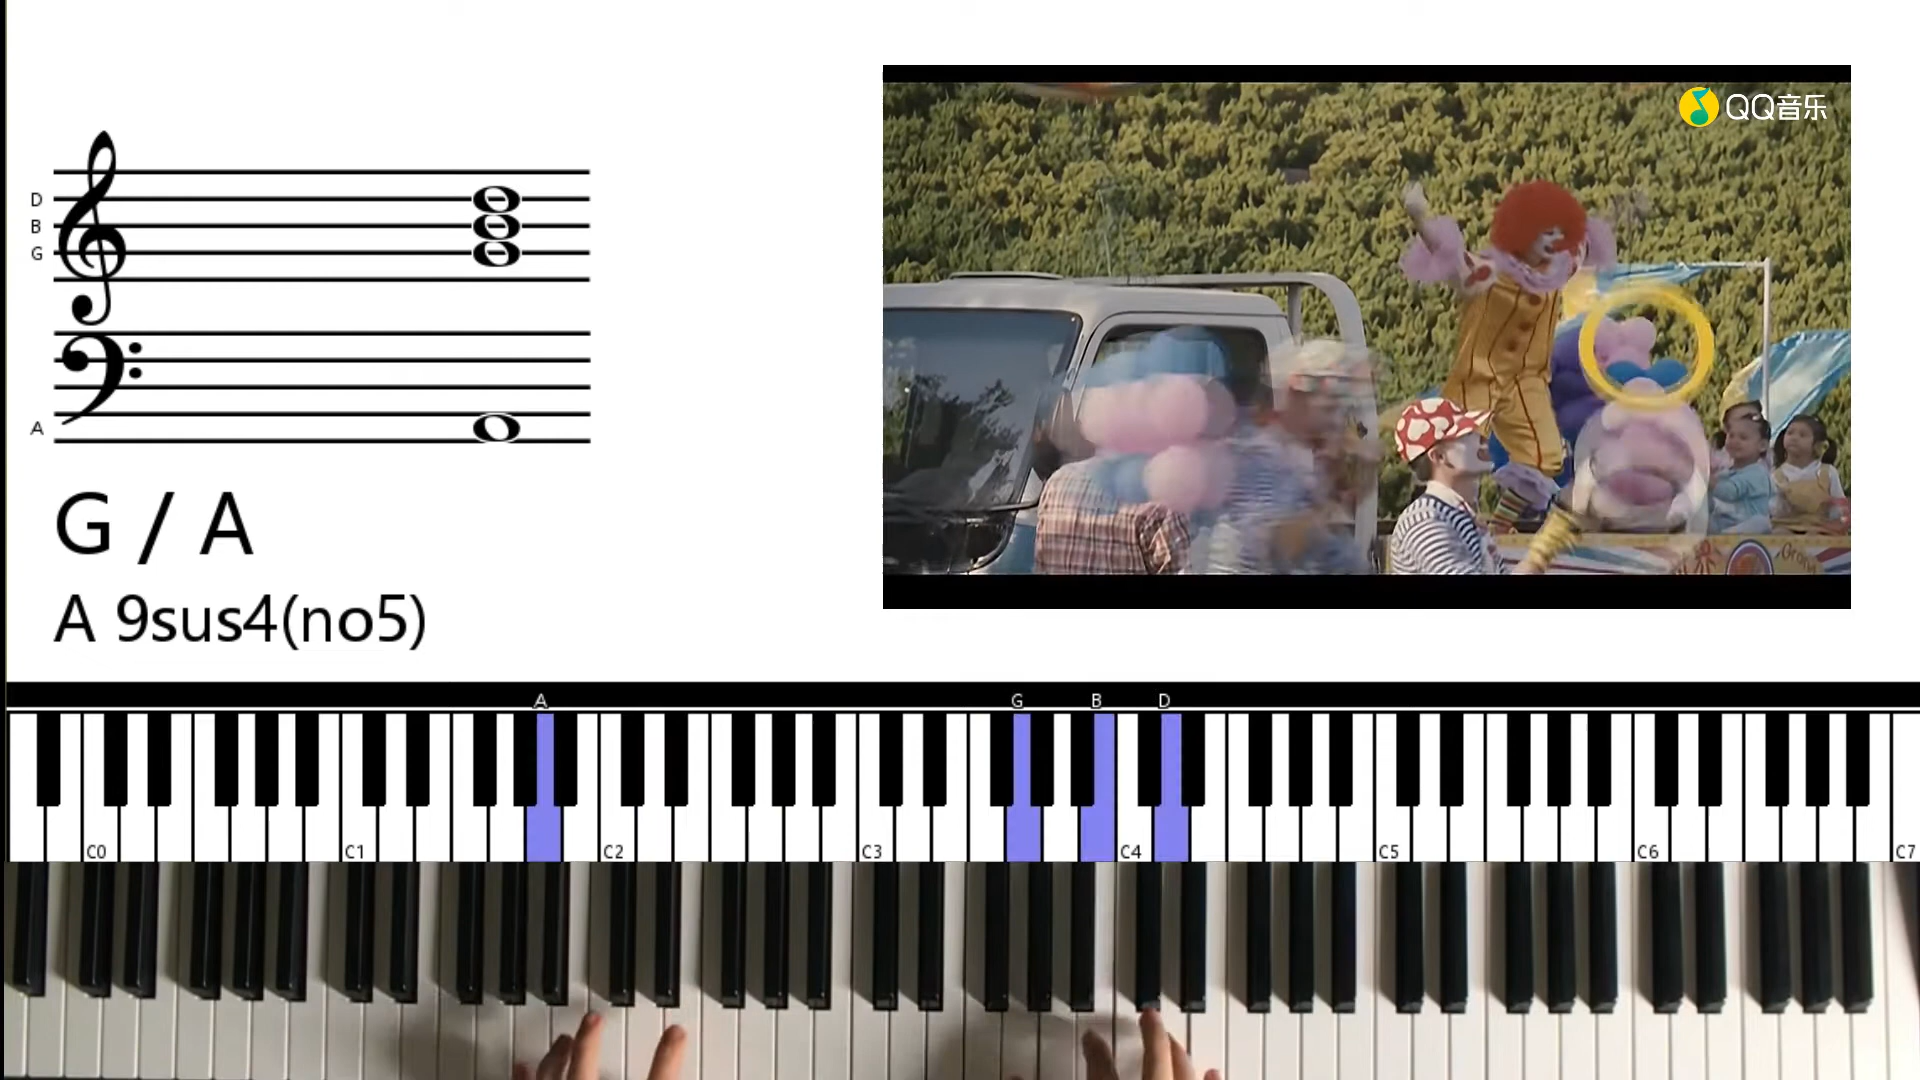 QQ音乐
D
B
G
A
G / A
A 9sus4(no5)
A G B D
C0 C1 C2 C3 C4 C5 C6 C7